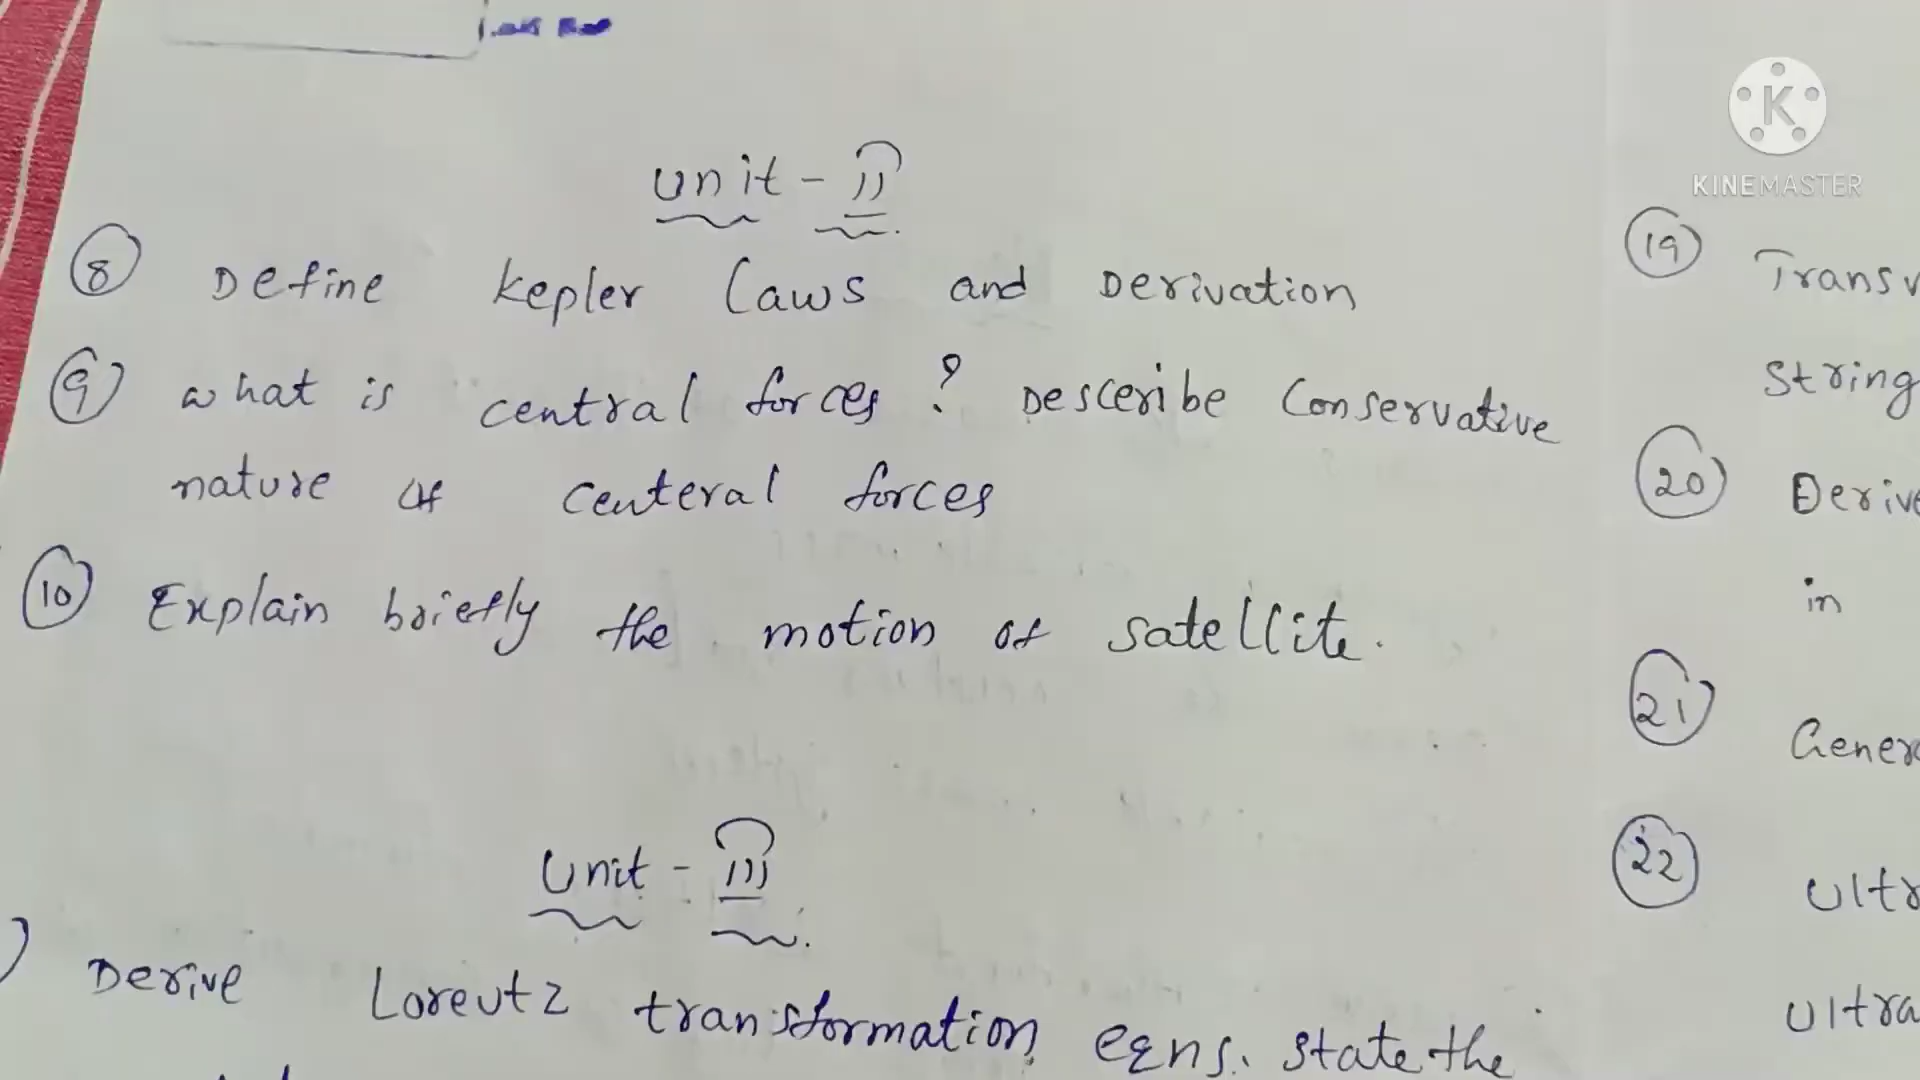 unit - II
8 Define kepler Laws and Derivation
9 what is central forces ? Desceribe Conservative
nature of centeral forces
10 Explain briefly the motion of satellite.
unit - III
Derive Lorentz transformation eqns. State the
19 Transv
String
20 Derive
in
21 Gener
22 Ultr
Ultra
KINEMASTER